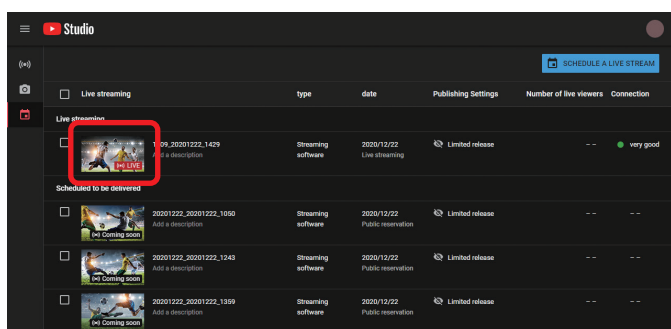 Studio
SCHEDULE A LIVE STREAM
Live streaming type date Publishing Settings Number of live viewers Connection
Live streaming
LIVE
1509_20201222_1429 Streaming software 2020/12/22 Limited release -- very good
Add a description Live streaming
Scheduled to be delivered
Coming soon
20201222_20201222_1050 Streaming software 2020/12/22 Limited release -- --
Add a description Public reservation
Coming soon
20201222_20201222_1243 Streaming software 2020/12/22 Limited release -- --
Add a description Public reservation
Coming soon
20201222_20201222_1359 Streaming software 2020/12/22 Limited release -- --
Add a description Public reservation